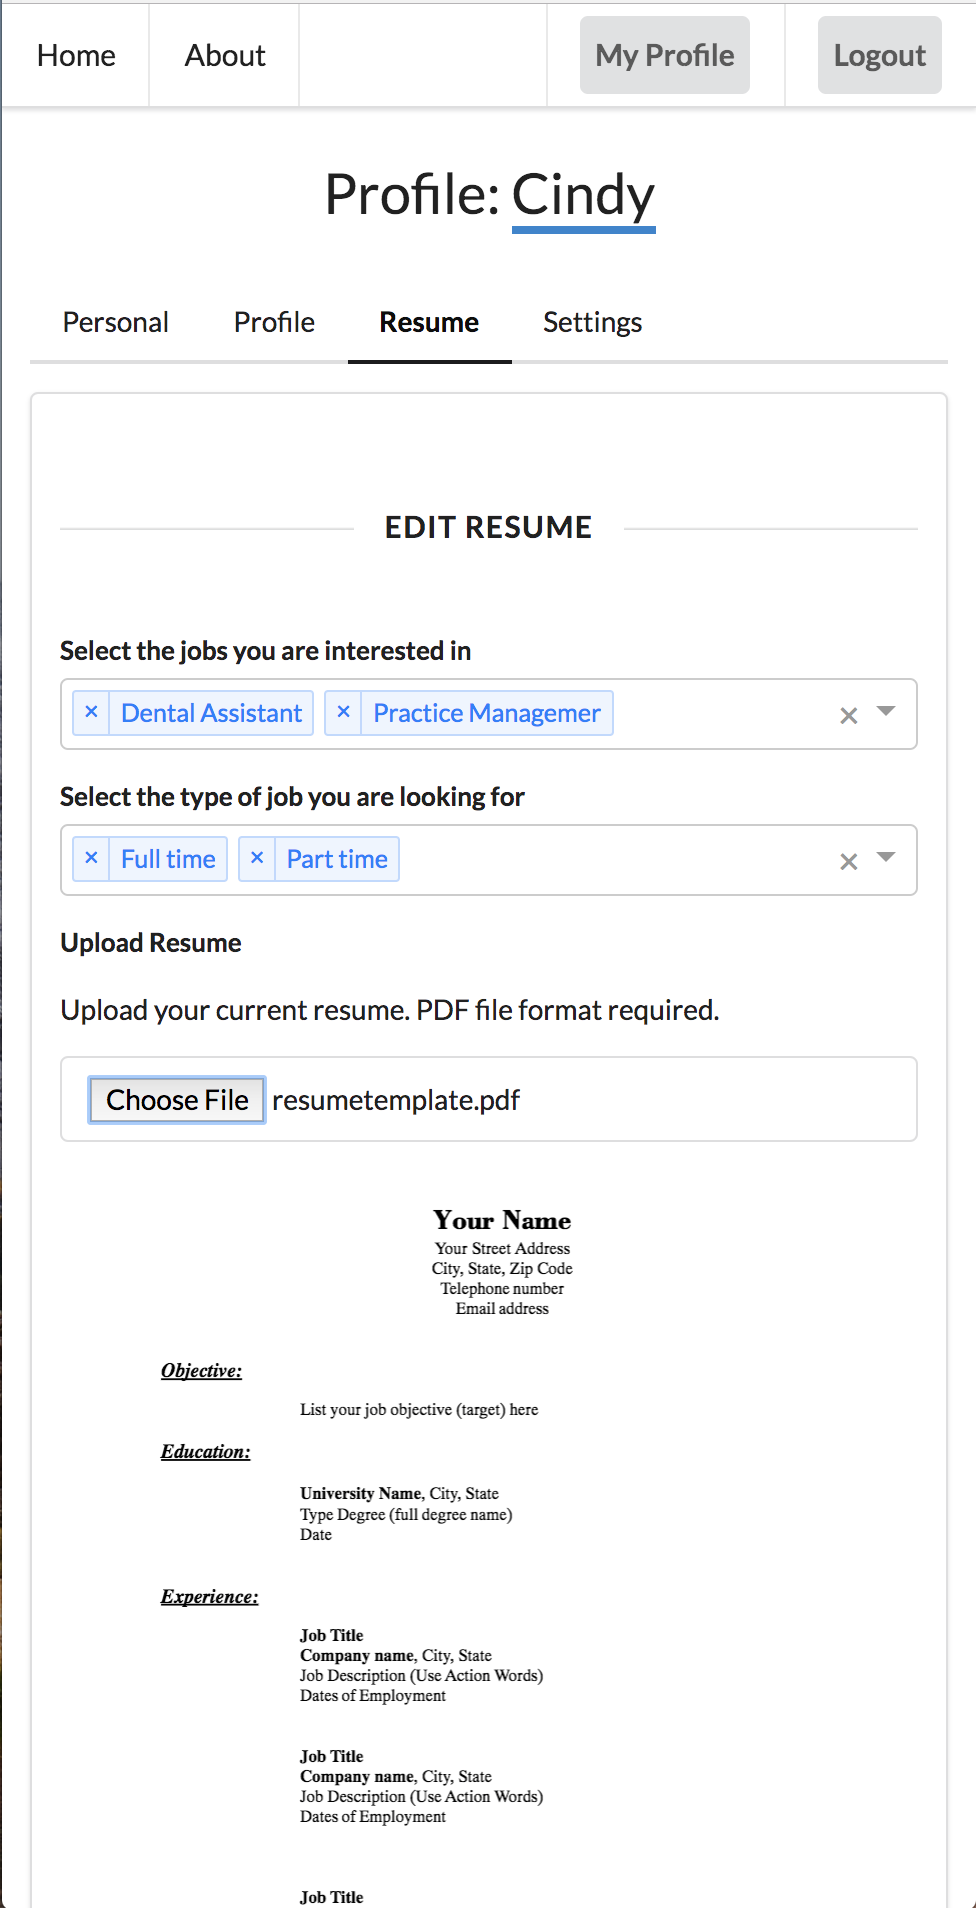 Home About My Profile Logout
Profile: Cindy
Personal Profile Resume Settings
EDIT RESUME
Select the jobs you are interested in
× Dental Assistant × Practice Managemer
Select the type of job you are looking for
× Full time × Part time
Upload Resume
Upload your current resume. PDF file format required.
Choose File resumetemplate.pdf
Your Name
Your Street Address
City, State, Zip Code
Telephone number
Email address
Objective:
List your job objective (target) here
Education:
University Name, City, State
Type Degree (full degree name)
Date
Experience:
Job Title
Company name, City, State
Job Description (Use Action Words)
Dates of Employment
Job Title
Company name, City, State
Job Description (Use Action Words)
Dates of Employment
Job Title